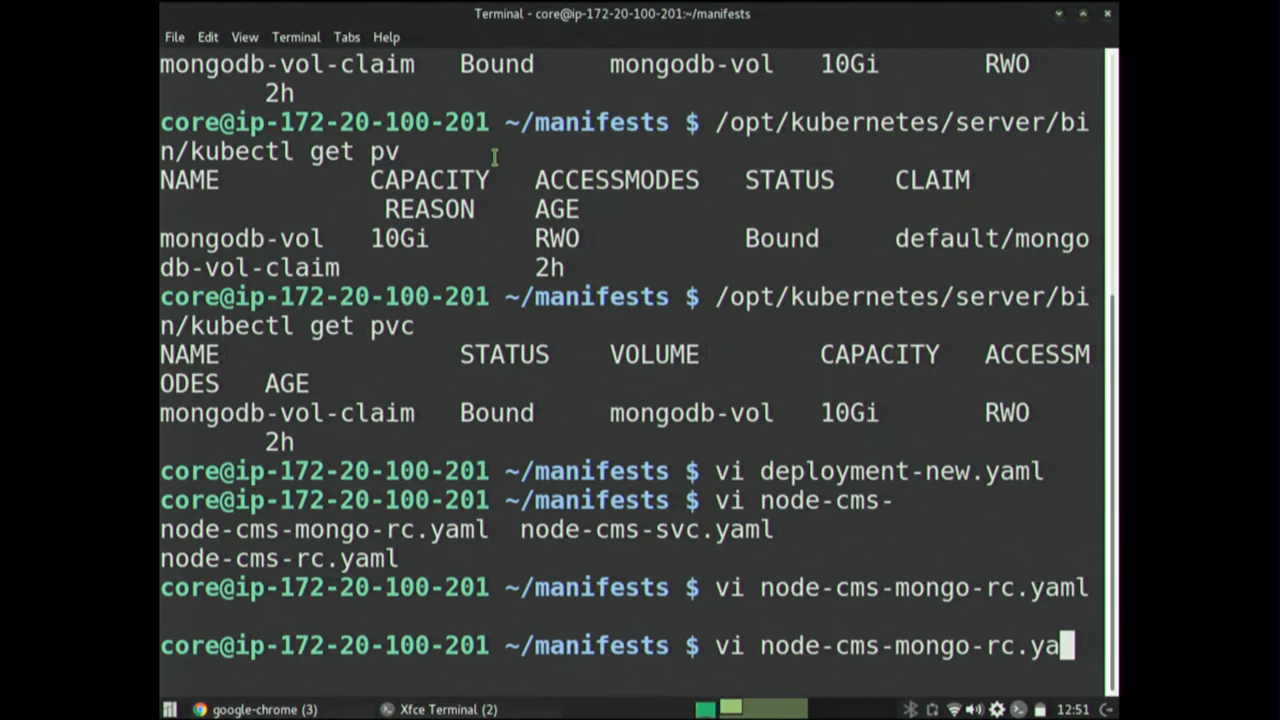 Terminal - core@ip-172-20-100-201:~/manifests
File Edit View Terminal Tabs Help
mongodb-vol-claim Bound mongodb-vol 10Gi RWO
2h
core@ip-172-20-100-201 ~/manifests $ /opt/kubernetes/server/bi
n/kubectl get pv
NAME CAPACITY ACCESSMODES STATUS CLAIM
REASON AGE
mongodb-vol 10Gi RWO Bound default/mongo
db-vol-claim 2h
core@ip-172-20-100-201 ~/manifests $ /opt/kubernetes/server/bi
n/kubectl get pvc
NAME STATUS VOLUME CAPACITY ACCESSM
ODES AGE
mongodb-vol-claim Bound mongodb-vol 10Gi RWO
2h
core@ip-172-20-100-201 ~/manifests $ vi deployment-new.yaml
core@ip-172-20-100-201 ~/manifests $ vi node-cms-
node-cms-mongo-rc.yaml node-cms-svc.yaml
node-cms-rc.yaml
core@ip-172-20-100-201 ~/manifests $ vi node-cms-mongo-rc.yaml
core@ip-172-20-100-201 ~/manifests $ vi node-cms-mongo-rc.ya
google-chrome (3) Xfce Terminal (2) 12:51